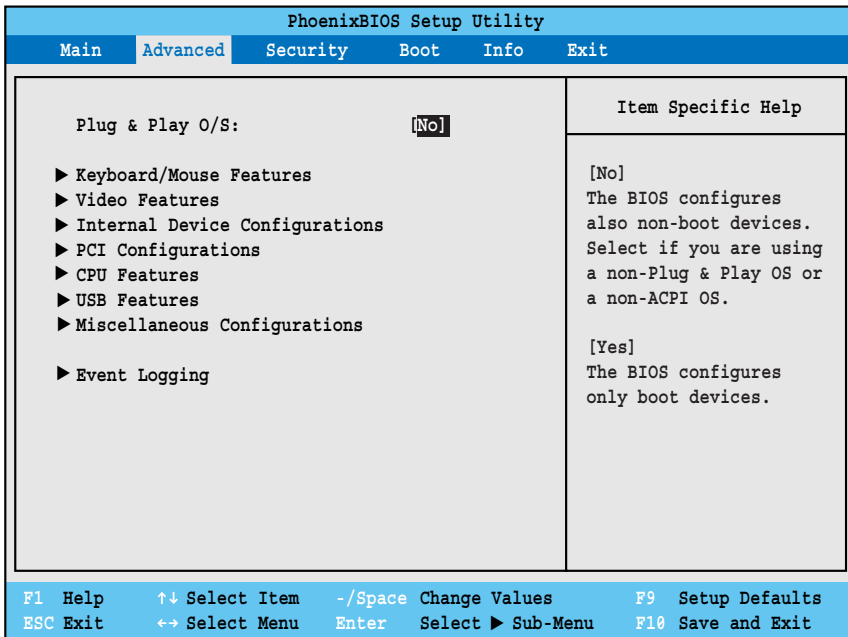 PhoenixBIOS Setup Utility
Main Advanced Security Boot Info Exit
Plug & Play O/S: [No]
▶ Keyboard/Mouse Features
▶ Video Features
▶ Internal Device Configurations
▶ PCI Configurations
▶ CPU Features
▶ USB Features
▶ Miscellaneous Configurations
▶ Event Logging
Item Specific Help
[No]
The BIOS configures
also non-boot devices.
Select if you are using
a non-Plug & Play OS or
a non-ACPI OS.
[Yes]
The BIOS configures
only boot devices.
F1 Help ↑↓ Select Item -/Space Change Values F9 Setup Defaults
ESC Exit ←→ Select Menu Enter Select ▶ Sub-Menu F10 Save and Exit